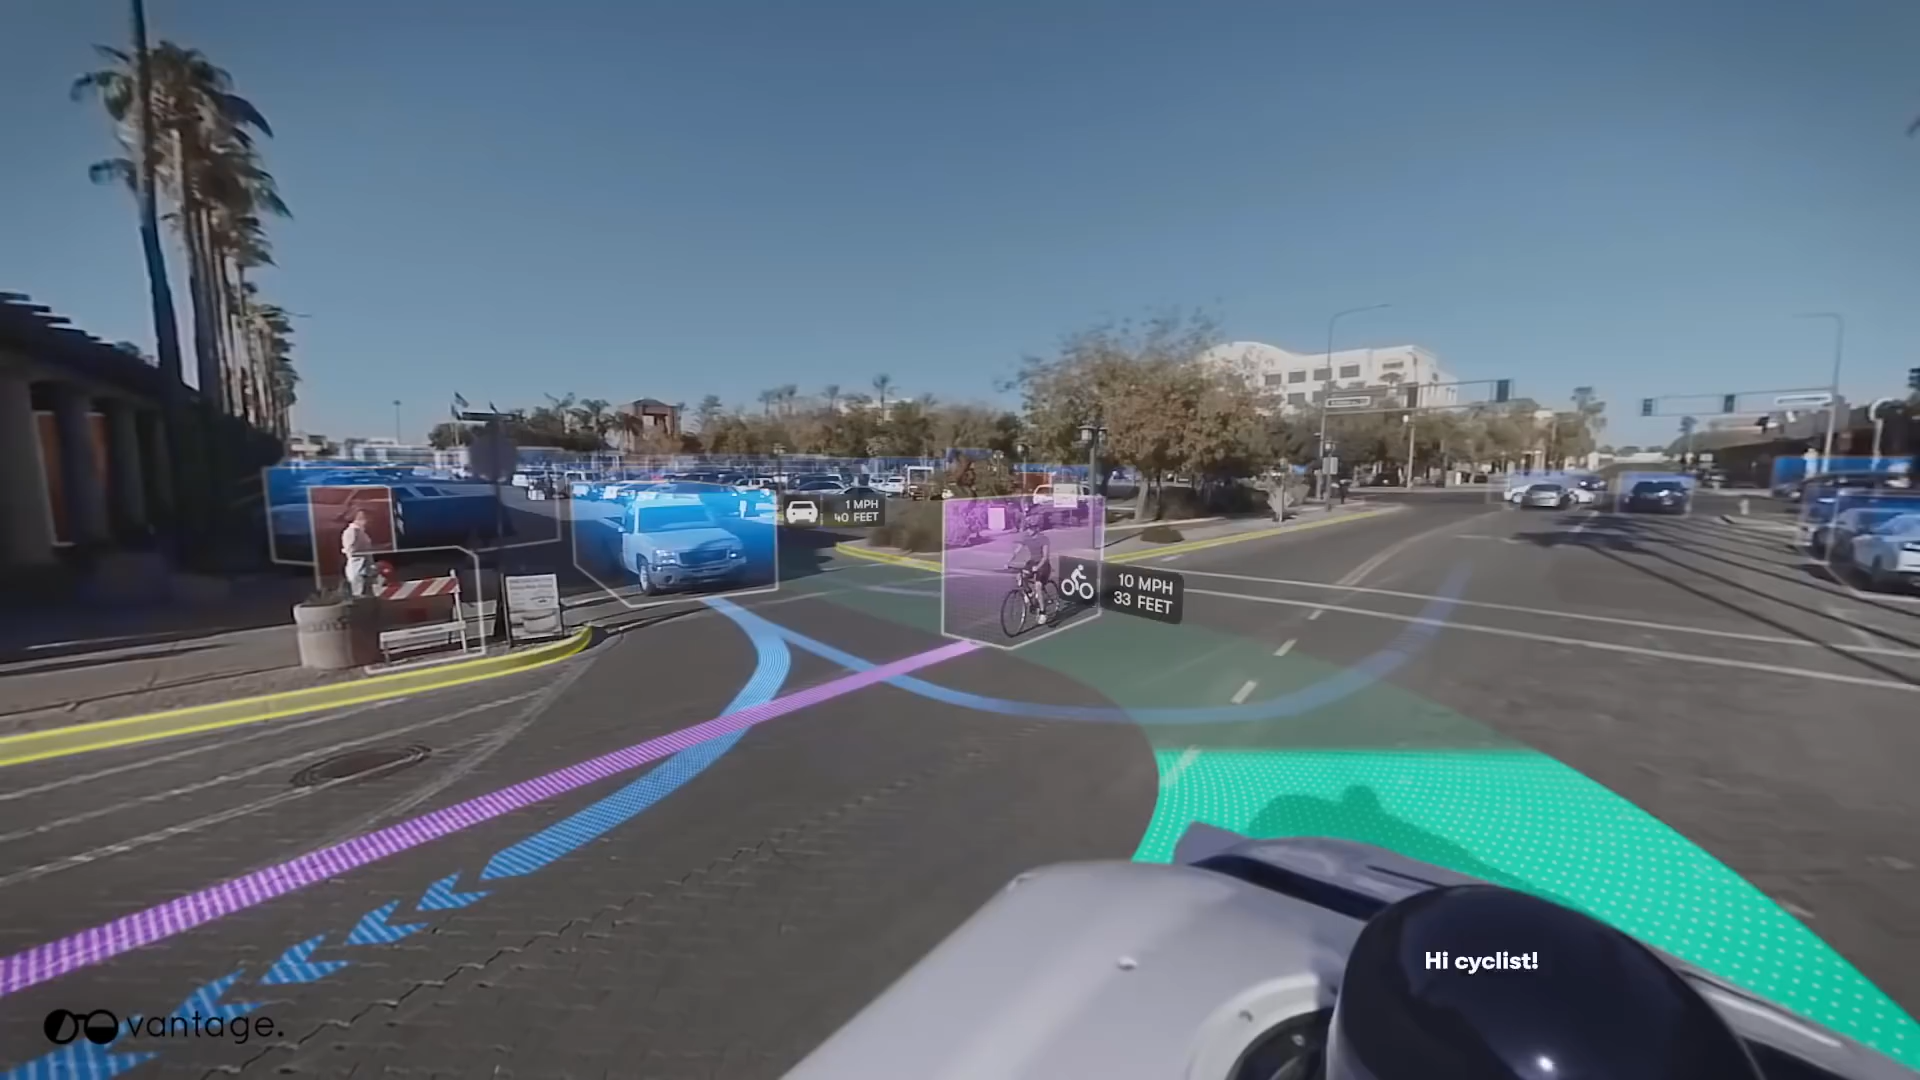 1 MPH
40 FEET
10 MPH
33 FEET
Hi cyclist!
vantage.